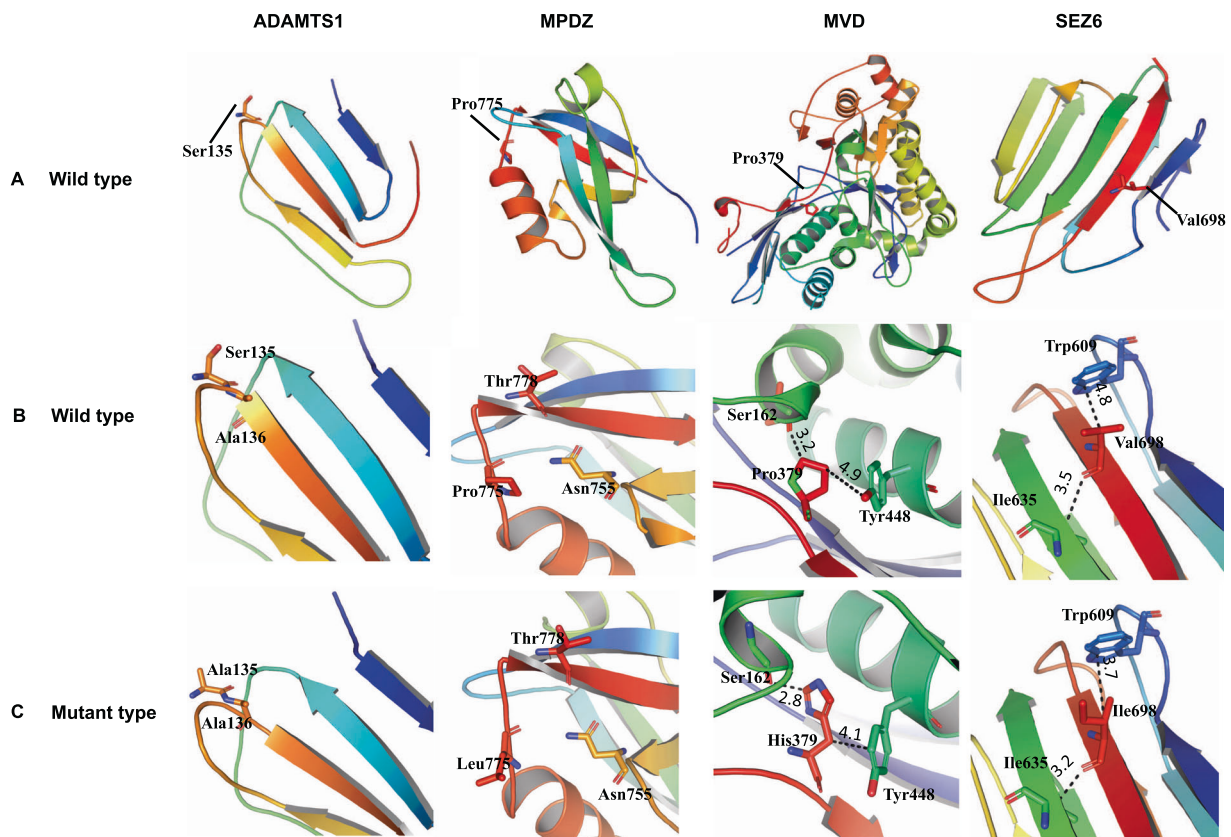 ADAMTS1 MPDZ MVD SEZ6
A Wild type
Ser135
Pro775
Pro379
Val698
B Wild type
Ser135
Ala136
Thr778
Pro775
Asn755
Ser162
3.2
Pro379
4.9
Tyr448
Trp609
4.8
Val698
3.5
Ile635
C Mutant type
Ala135
Ala136
Thr778
Leu775
Asn755
Ser162
2.8
His379
4.1
Tyr448
Trp609
3.7
Ile698
Ile635
3.2